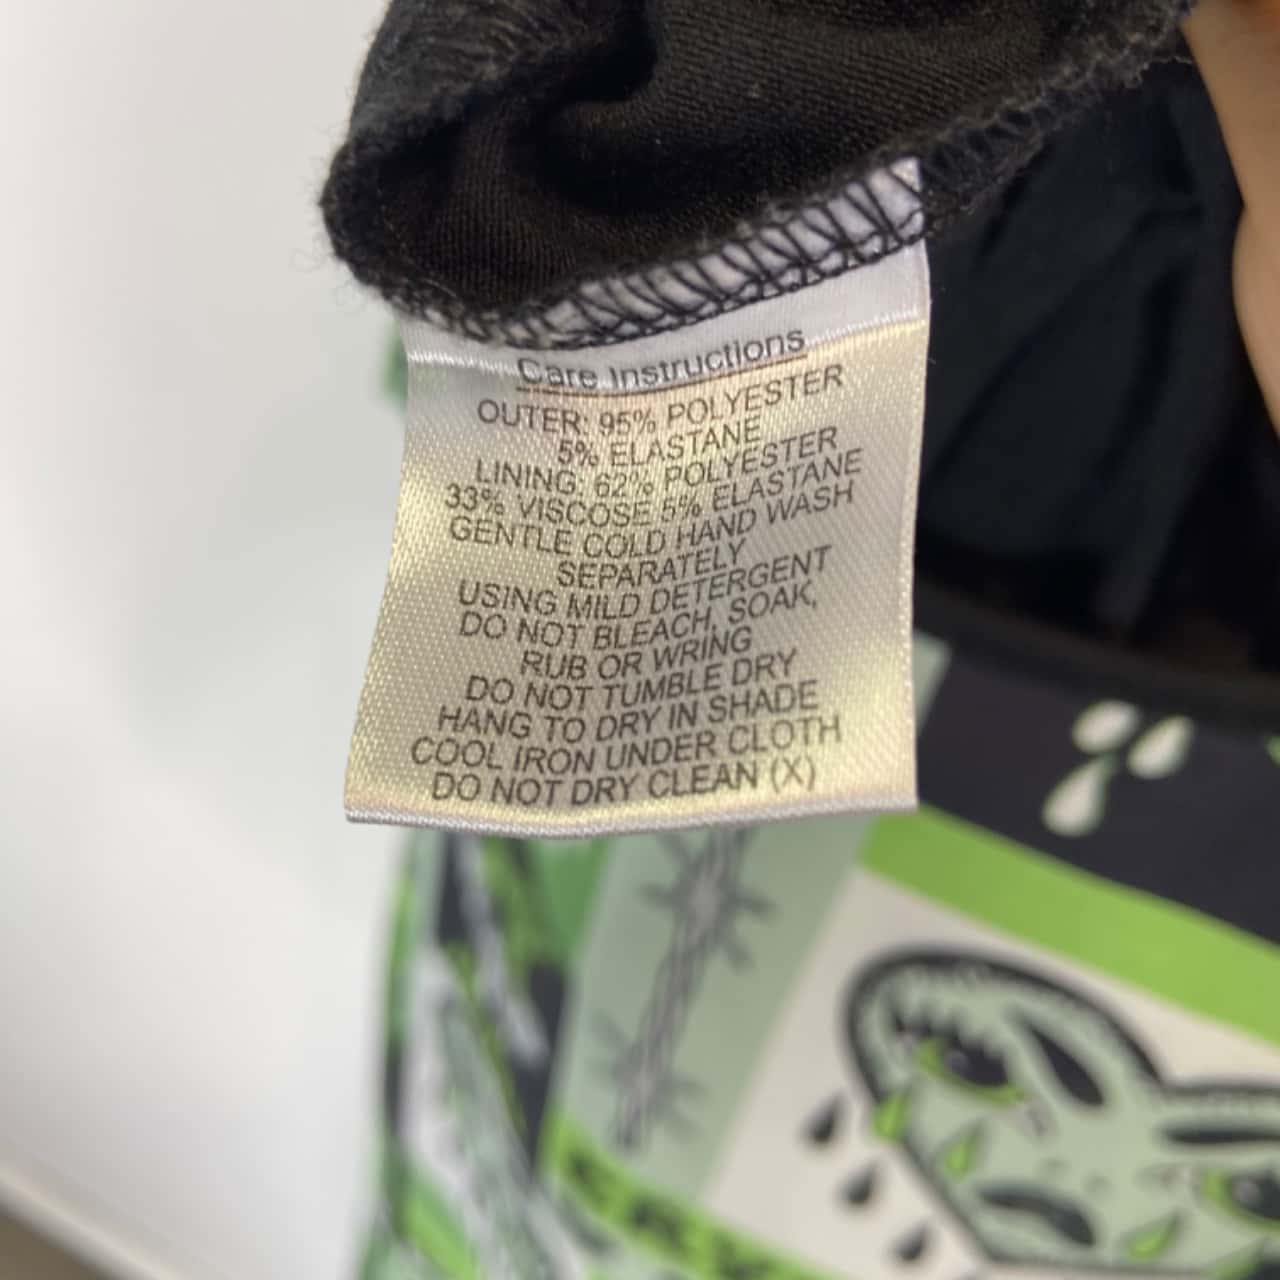 Care Instructions
OUTER: 95% POLYESTER
5% ELASTANE
LINING: 62% POLYESTER
33% VISCOSE 5% ELASTANE
GENTLE COLD HAND WASH
SEPARATELY
USING MILD DETERGENT
DO NOT BLEACH, SOAK,
RUB OR WRING
DO NOT TUMBLE DRY
HANG TO DRY IN SHADE
COOL IRON UNDER CLOTH
DO NOT DRY CLEAN (X)